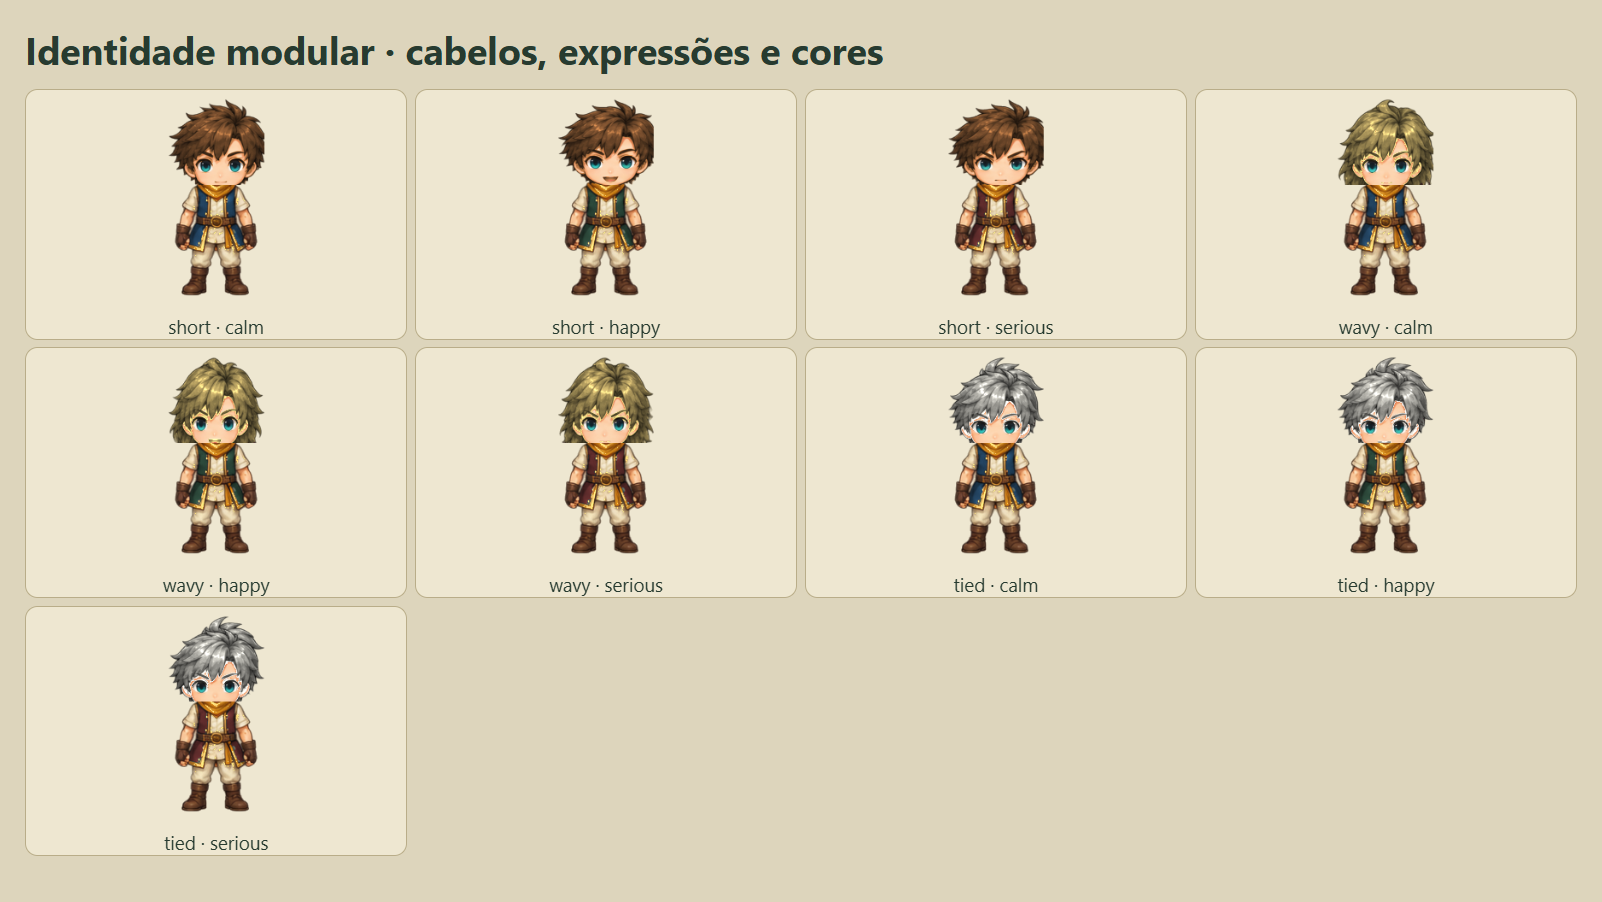 Identidade modular · cabelos, expressões e cores
short · calm
short · happy
short · serious
wavy · calm
wavy · happy
wavy · serious
tied · calm
tied · happy
tied · serious